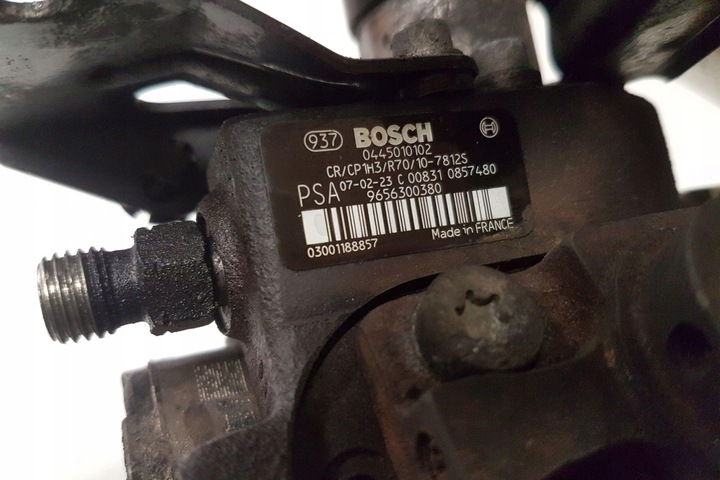 937 BOSCH
0445010102
CR/CP1H3/R70/10-7812S
PSA 07-02-23 C 00831 0857480
9656300380
03001188857 Made in FRANCE